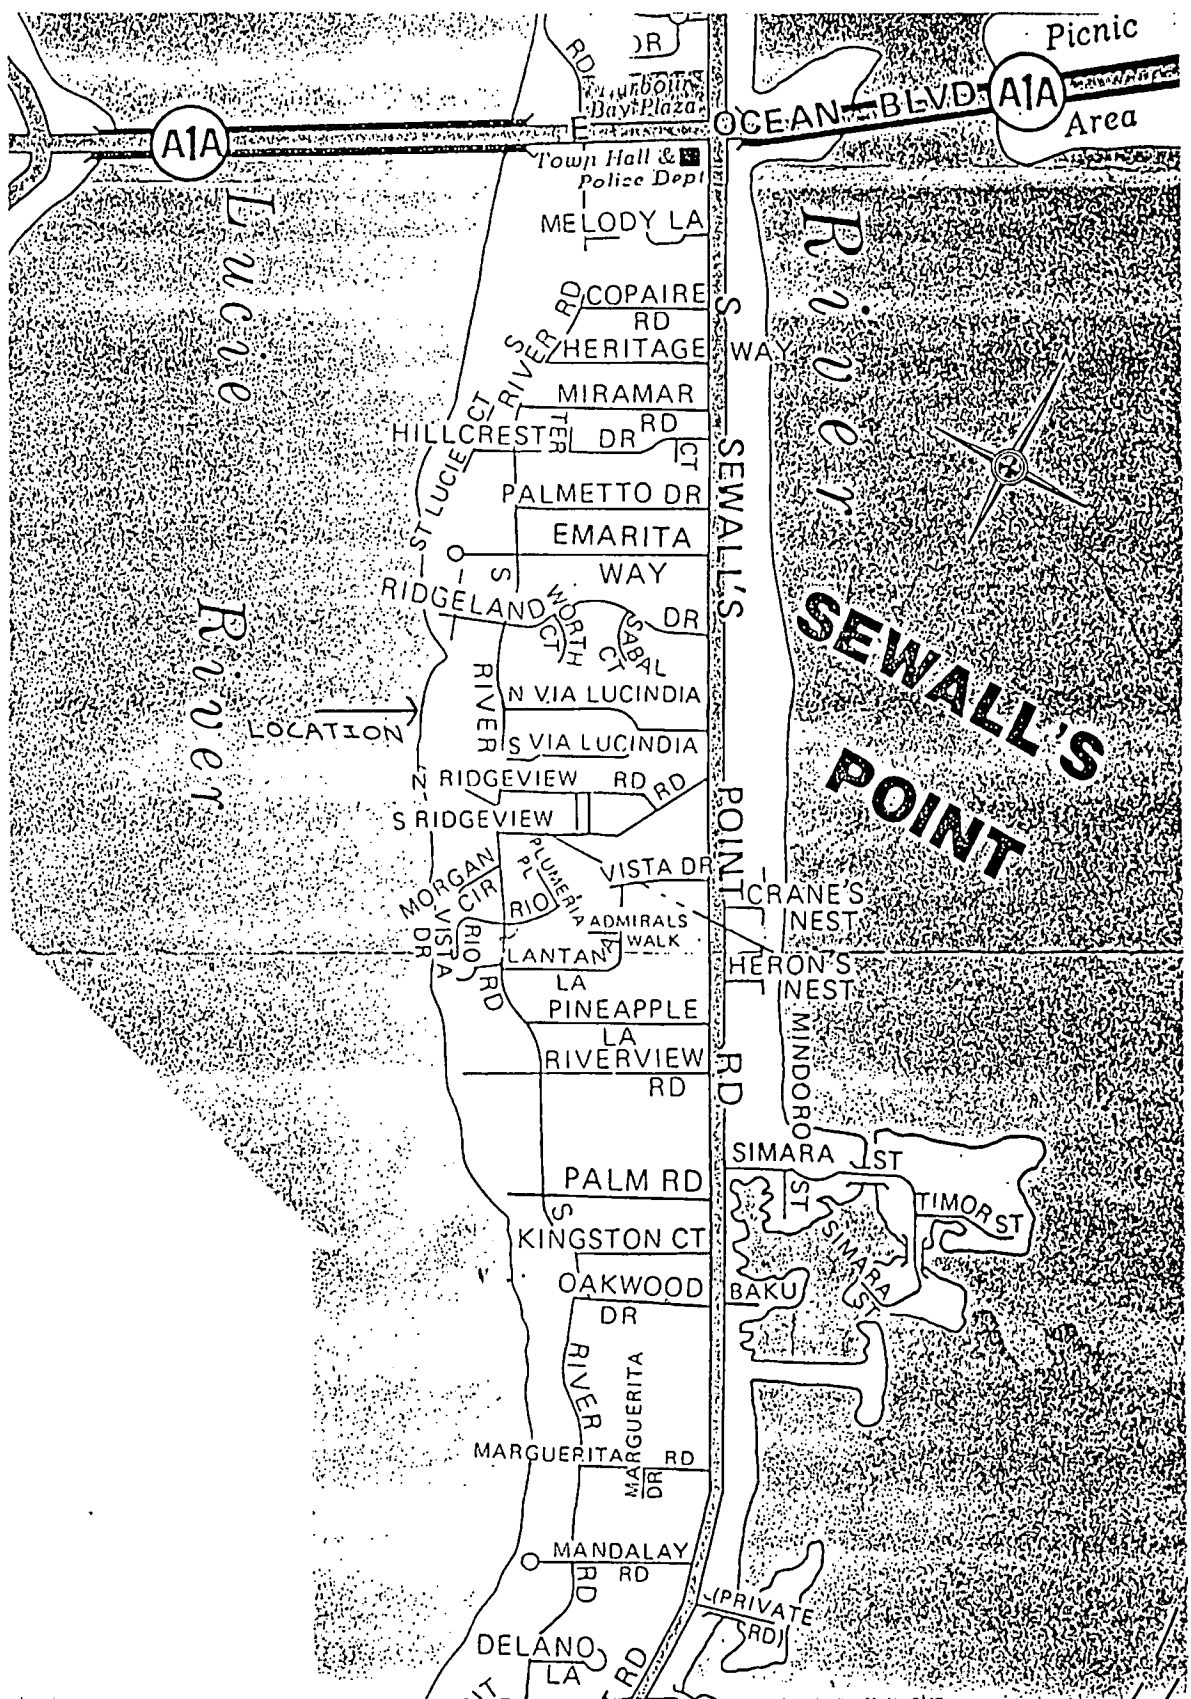 Picnic
Area
RD
DR
Bay Plaza
A1A
E
OCEAN BLVD
A1A
Town Hall &
Police Dept
MELODY LA
Lucie
River
River
COPAIRE
RD
S
HERITAGE WAY
S RIVER RD
MIRAMAR
RD
HILLCREST
TER
DR
CT
ST LUCIE CT
SEWALL'S
PALMETTO DR
EMARITA
WAY
S
RIDGELAND
DR
WORTH
CT
SABAL
CT
SEWALL'S
POINT
RIVER
N VIA LUCINDIA
LOCATION
S VIA LUCINDIA
N RIDGEVIEW RD
RD
S RIDGEVIEW
POINT
PLUMERIA
PL
VISTA DR
MORGAN
CIR
CRANE'S
NEST
RIO
ADMIRALS
WALK
VISTA
DR
RIO
RD
LANTANA
LA
HERON'S
NEST
PINEAPPLE
LA
MINDORO
ST
RIVERVIEW
RD
RD
SIMARA ST
PALM RD
TIMOR ST
S
KINGSTON CT
SIMARA
ST
OAKWOOD
DR
BAKU
RIVER
MARGUERITA
DR
MARGUERITA RD
MANDALAY
RD
RD
(PRIVATE
RD)
DELANO
LA
RD